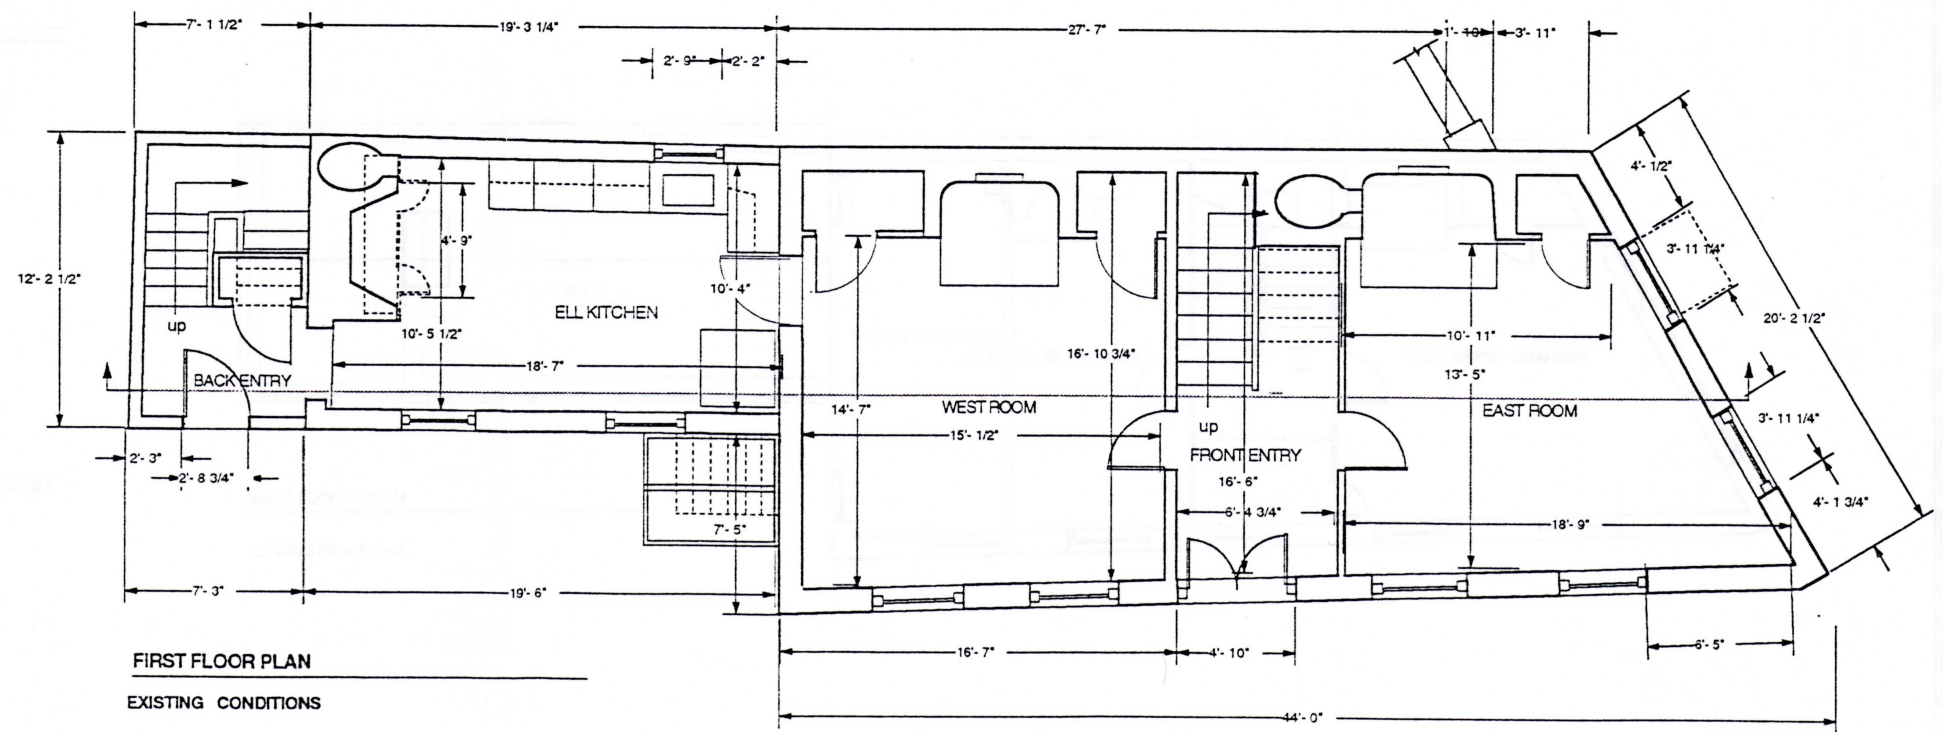 7'- 1 1/2"
19'- 3 1/4"
27'- 7"
1'- 10
3'- 11"
2'- 9"
2'- 2"
4'- 1/2"
3'- 11 1/4"
20'- 2 1/2"
3'- 11 1/4"
4'- 1 3/4"
12'- 2 1/2"
up
4'- 9"
10'- 5 1/2"
10'- 4"
ELL KITCHEN
18'- 7"
BACK ENTRY
16'- 10 3/4"
14'- 7"
WEST ROOM
15'- 1/2"
up
FRONT ENTRY
16'- 6"
6'- 4 3/4"
10'- 11"
13'- 5"
EAST ROOM
18'- 9"
2'- 3"
2'- 8 3/4"
7'- 5"
7'- 3"
19'- 6"
16'- 7"
4'- 10"
6'- 5"
44'- 0"
FIRST FLOOR PLAN
EXISTING CONDITIONS